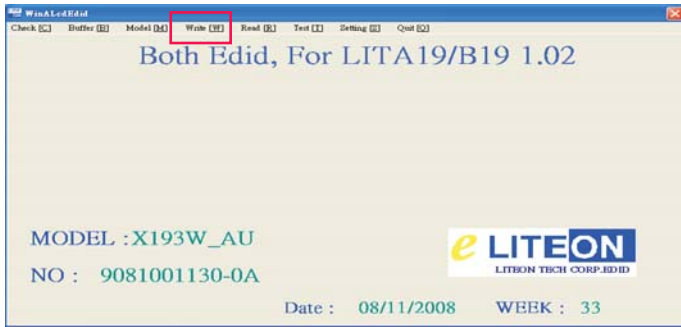 WinALcdEdid
Check [C] Buffer [B] Model [M] Write [W] Read [R] Test [T] Setting [S] Quit [Q]
Both Edid, For LITA19/B19 1.02
MODEL : X193W_AU
e LITEON
LITEON TECH CORP.EDID
NO : 9081001130-0A
Date : 08/11/2008 WEEK : 33